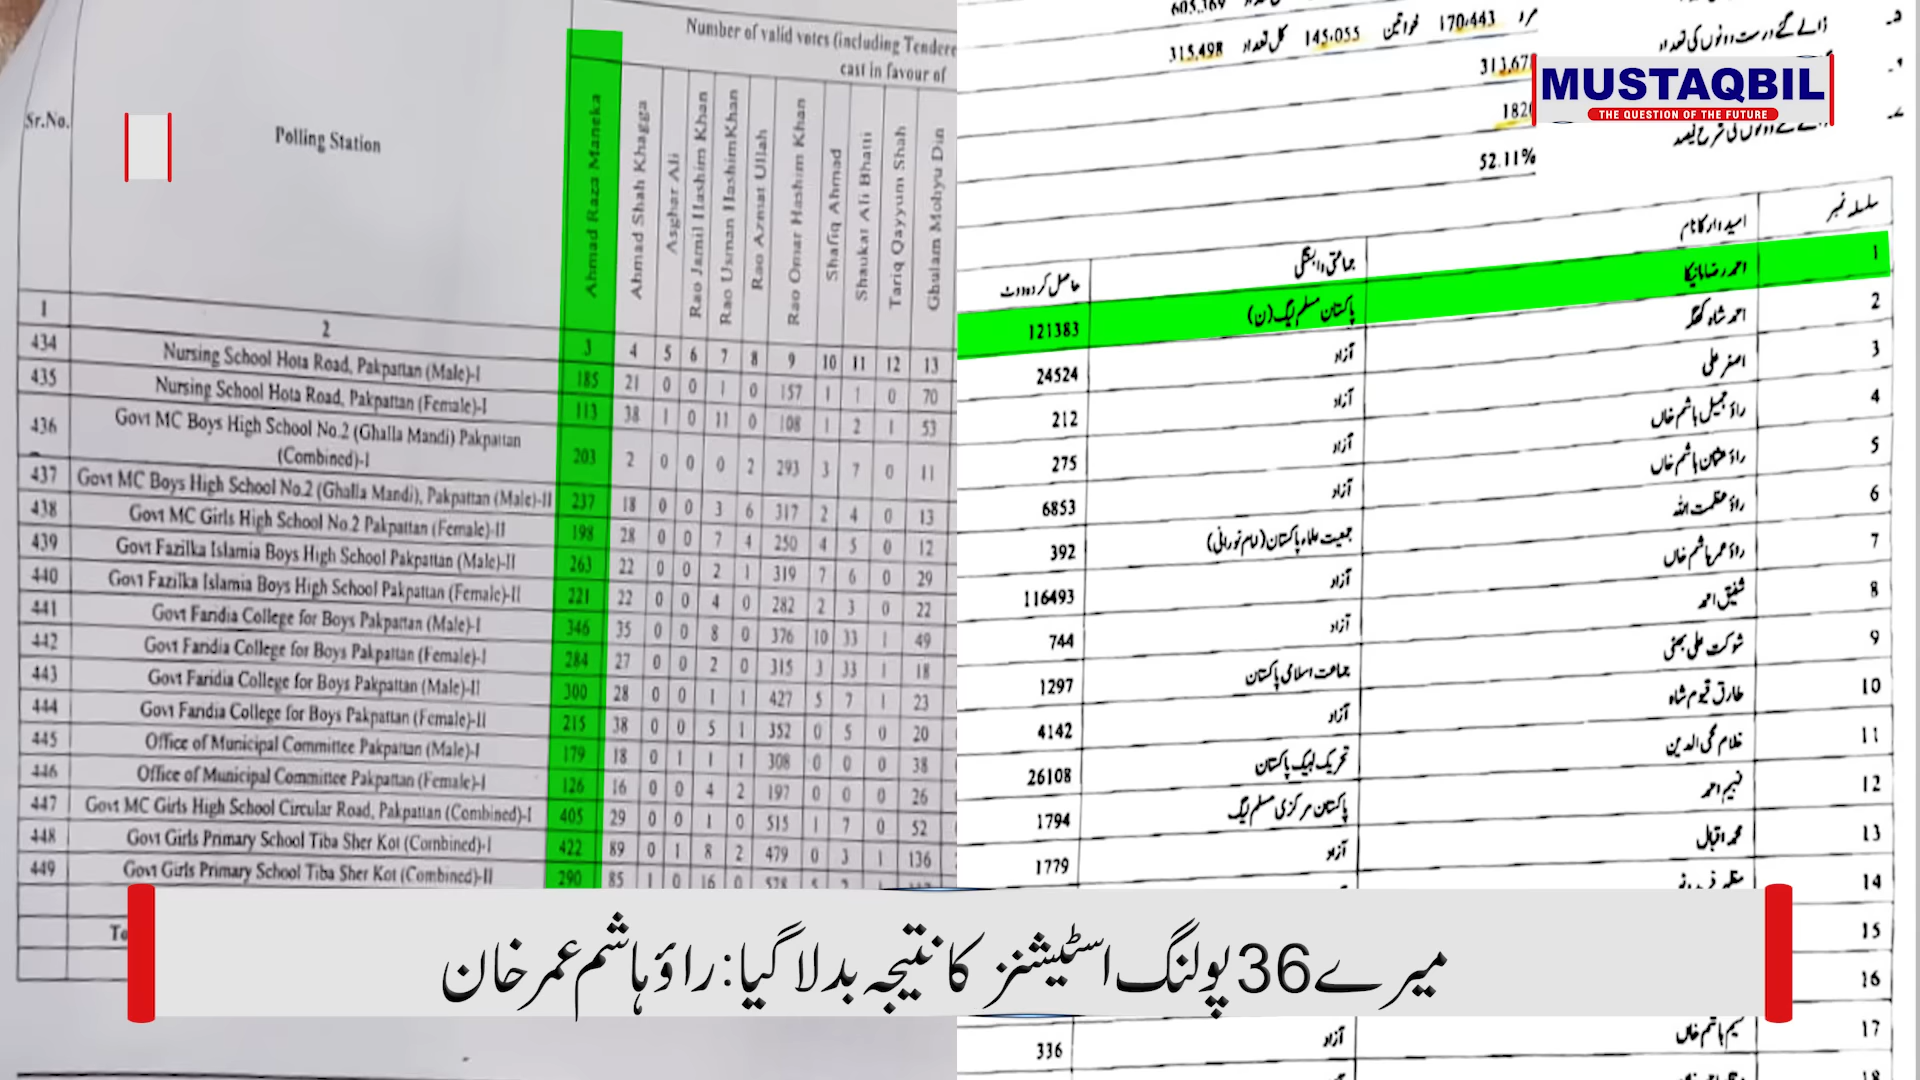 Number of valid votes (including Tendere
cast in favour of
Sr.No.
Polling Station
Ahmad Raza Maneka
Ahmad Shah Khagga
Asghar Ali
Rao Jamil Hashim Khan
Rao Usman HashimKhan
Rao Azmat Ullah
Rao Omar Hashim Khan
Shafiq Ahmad
Shaukat Ali Bhatti
Tariq Qayyum Shah
Ghulam Mohyu Din
1 2 3 4 5 6 7 8 9 10 11 12 13
434 Nursing School Hota Road, Pakpattan (Male)-I 185 21 0 0 1 0 157 1 1 0 70
435 Nursing School Hota Road, Pakpattan (Female)-I 113 38 1 0 11 0 108 1 2 1 53
436 Govt MC Boys High School No.2 (Ghalla Mandi) Pakpattan
(Combined)-I 203 2 0 0 0 2 293 3 7 0 11
437 Govt MC Boys High School No.2 (Ghalla Mandi), Pakpattan (Male)-II 237 18 0 0 3 6 317 2 4 0 13
438 Govt MC Girls High School No.2 Pakpattan (Female)-II 198 28 0 0 7 4 250 4 5 0 12
439 Govt Fazilka Islamia Boys High School Pakpattan (Male)-II 263 22 0 0 2 1 319 7 6 0 29
440 Govt Fazilka Islamia Boys High School Pakpattan (Female)-II 221 22 0 0 4 0 282 2 3 0 22
441 Govt Faridia College for Boys Pakpattan (Male)-I 346 35 0 0 8 0 376 10 33 1 49
442 Govt Faridia College for Boys Pakpattan (Female)-I 284 27 0 0 2 0 315 3 33 1 18
443 Govt Faridia College for Boys Pakpattan (Male)-II 300 28 0 0 1 1 427 5 7 1 23
444 Govt Faridia College for Boys Pakpattan (Female)-II 215 38 0 0 5 1 352 0 5 0 20
445 Office of Municipal Committee Pakpattan (Male)-I 179 18 0 1 1 1 308 0 0 0 38
446 Office of Municipal Committee Pakpattan (Female)-I 126 16 0 0 4 2 197 0 0 0 26
447 Govt MC Girls High School Circular Road, Pakpattan (Combined)-I 405 29 0 0 1 0 515 1 7 0 52
448 Govt Girls Primary School Tiba Sher Kot (Combined)-I 422 89 0 1 8 2 479 0 3 1 136
449 Govt Girls Primary School Tiba Sher Kot (Combined)-II 290 85 1 0 16 0
605,369
ڈالے گئے درست ووٹوں کی تعداد مرد 170,443 خواتین 145,055 کل تعداد 315,498
52.11%
MUSTAQBIL
THE QUESTION OF THE FUTURE
سلسلہ نمبر امیدوار کا نام جماعتی وابستگی حاصل کردہ ووٹ
1 احمد رضا مانیکا پاکستان مسلم لیگ (ن) 121383
2 احمد شاہ کھگہ آزاد 24524
3 اصغر علی آزاد 212
4 راؤ جمیل ہاشم خاں آزاد 275
5 راؤ عثمان ہاشم خاں آزاد 6853
6 راؤ عظمت اللہ جمعیت علماء پاکستان (امام نورانی) 392
7 راؤ عمر ہاشم خاں آزاد 116493
8 شفیق احمد آزاد 744
9 شوکت علی بھٹی جماعت اسلامی پاکستان 1297
10 طارق قیوم شاہ آزاد 4142
11 غلام محی الدین تحریک لبیک پاکستان 26108
12 فہیم احمد پاکستان مرکزی مسلم لیگ 1794
13 محمد اقبال آزاد 1779
14
15
16
17 نسیم ہاشم خاں آزاد 336
میرے 36 پولنگ اسٹیشنز کا نتیجہ بدلا گیا: راؤ ہاشم عمر خان